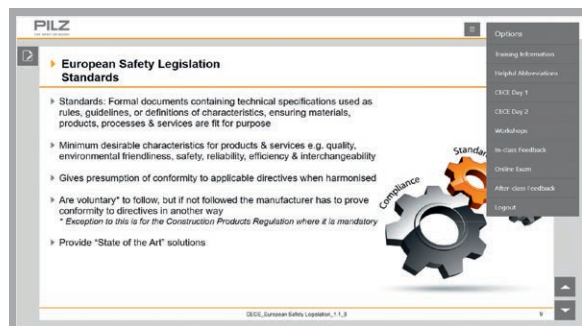 PILZ
THE SPIRIT OF SAFETY
Options
European Safety Legislation
Standards
Training Information
Helpful Abbreviations
CECE Day 1
CECE Day 2
Workshops
In-class Feedback
Online Exam
After-class Feedback
Logout
Standards: Formal documents containing technical specifications used as
rules, guidelines, or definitions of characteristics, ensuring materials,
products, processes & services are fit for purpose
Minimum desirable characteristics for products & services e.g. quality,
environmental friendliness, safety, reliability, efficiency & interchangeability
Gives presumption of conformity to applicable directives when harmonised
Are voluntary* to follow, but if not followed the manufacturer has to prove
conformity to directives in another way
* Exception to this is for the Construction Products Regulation where it is mandatory
Provide "State of the Art" solutions
Compliance
CECE_European Safety Legislation_1.1_3